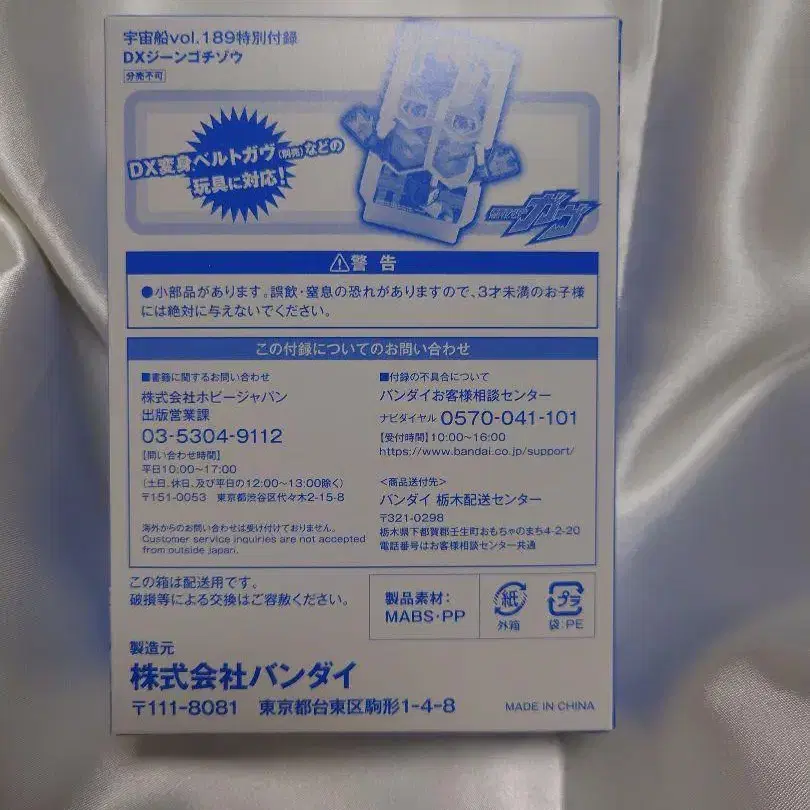 宇宙船vol.189特別付録
DXジーンゴチゾウ
分売不可
DX変身ベルトガヴ(別売)などの
玩具に対応!
ガヴ
⚠警告
●小部品があります。誤飲・窒息の恐れがありますので、3才未満のお子様
には絶対に与えないでください。
この付録についてのお問い合わせ
■書籍に関するお問い合わせ
株式会社ホビージャパン
出版営業課
03-5304-9112
【問い合わせ時間】
平日10:00~17:00
(土日、休日、及び平日の12:00~13:00除く)
〒151-0053 東京都渋谷区代々木2-15-8
海外からのお問い合わせは受け付けておりません。
Customer service inquiries are not accepted
from outside japan.
■付録の不具合について
バンダイお客様相談センター
ナビダイヤル 0570-041-101
【受付時間】10:00~16:00
https://www.bandai.co.jp/support/
<商品送付先>
バンダイ 栃木配送センター
〒321-0298
栃木県下都賀郡壬生町おもちゃのまち4-2-20
電話番号はお客様相談センター共通
この箱は配送用です。
破損等による交換はご容赦ください。
製品素材:
MABS・PP
紙
外箱
プラ
袋:PE
製造元
株式会社バンダイ
〒111-8081 東京都台東区駒形1-4-8
MADE IN CHINA